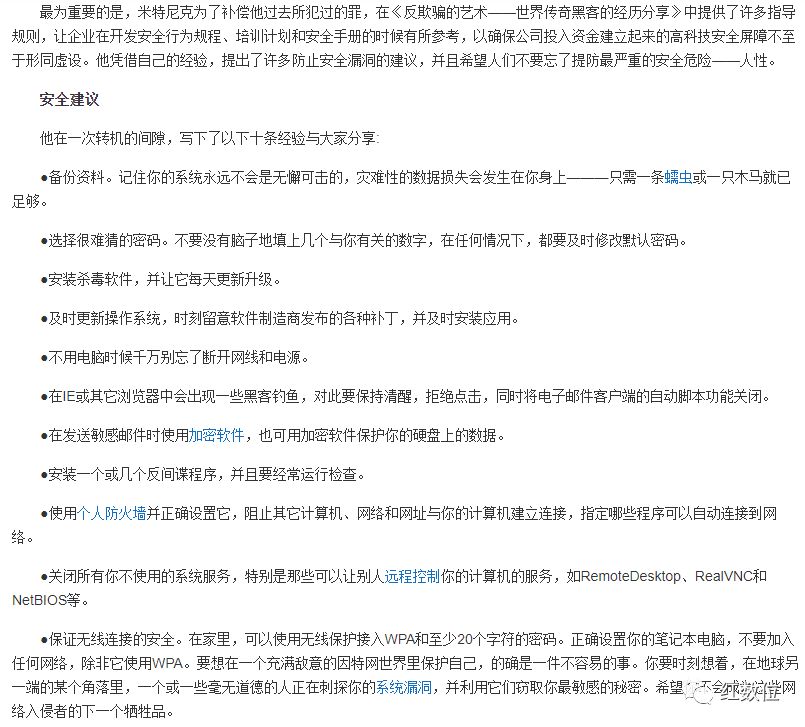 最为重要的是，米特尼克为了补偿他过去所犯过的罪，在《反欺骗的艺术——世界传奇黑客的经历分享》中提供了许多指导
规则，让企业在开发安全行为规程、培训计划和安全手册的时候有所参考，以确保公司投入资金建立起来的高科技安全屏障不至
于形同虚设。他凭借自己的经验，提出了许多防止安全漏洞的建议，并且希望人们不要忘了提防最严重的安全危险——人性。
安全建议
他在一次转机的间隙，写下了以下十条经验与大家分享:
●备份资料。记住你的系统永远不会是无懈可击的，灾难性的数据损失会发生在你身上———只需一条蠕虫或一只木马就已
足够。
●选择很难猜的密码。不要没有脑子地填上几个与你有关的数字，在任何情况下，都要及时修改默认密码。
●安装杀毒软件，并让它每天更新升级。
●及时更新操作系统，时刻留意软件制造商发布的各种补丁，并及时安装应用。
●不用电脑时候千万别忘了断开网线和电源。
●在IE或其它浏览器中会出现一些黑客钓鱼，对此要保持清醒，拒绝点击，同时将电子邮件客户端的自动脚本功能关闭。
●在发送敏感邮件时使用加密软件，也可用加密软件保护你的硬盘上的数据。
●安装一个或几个反间谍程序，并且要经常运行检查。
●使用个人防火墙并正确设置它，阻止其它计算机、网络和网址与你的计算机建立连接，指定哪些程序可以自动连接到网
络。
●关闭所有你不使用的系统服务，特别是那些可以让别人远程控制你的计算机的服务，如RemoteDesktop、RealVNC和
NetBIOS等。
●保证无线连接的安全。在家里，可以使用无线保护接入WPA和至少20个字符的密码。正确设置你的笔记本电脑，不要加入
任何网络，除非它使用WPA。要想在一个充满敌意的因特网世界里保护自己，的确是一件不容易的事。你要时刻想着，在地球另
一端的某个角落里，一个或一些毫无道德的人正在刺探你的系统漏洞，并利用它们窃取你最敏感的秘密。希望不会网
络入侵者的下一个牺牲品。
红数位